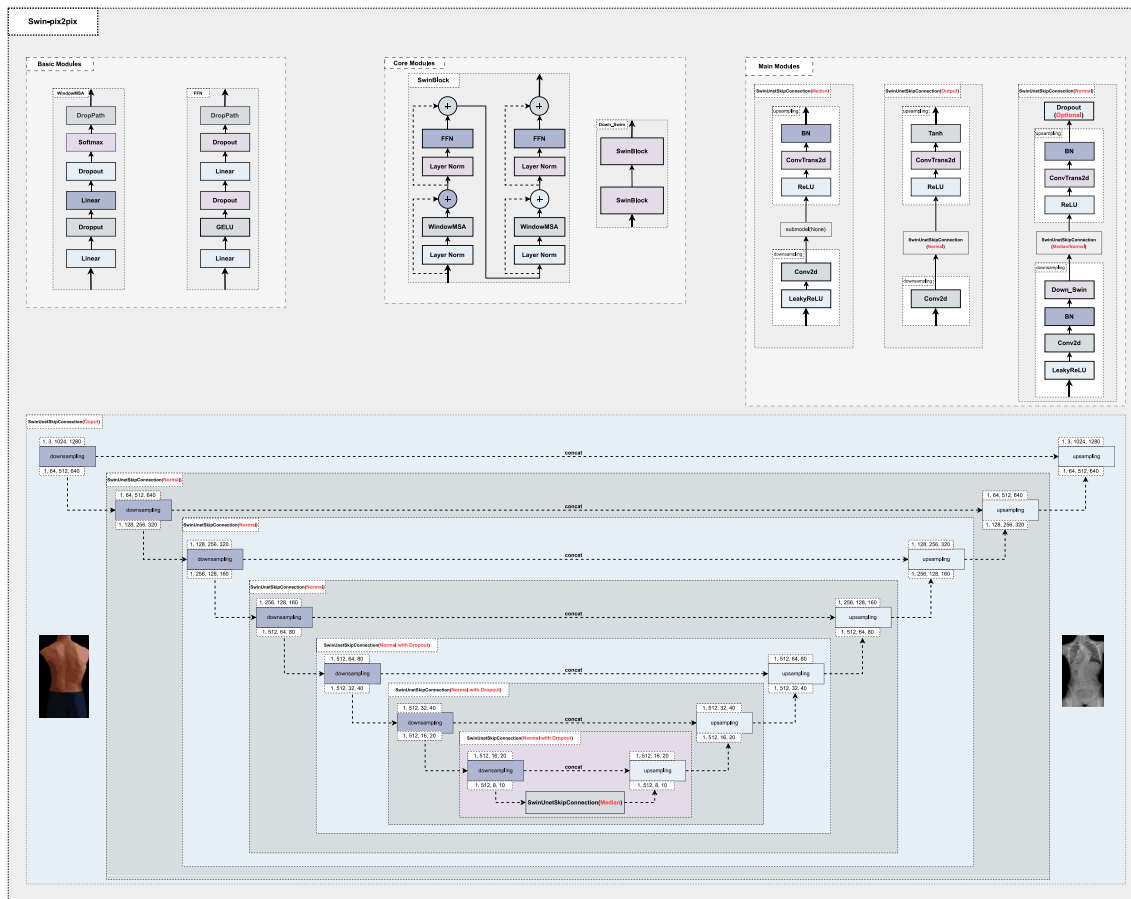 Swin-pix2pix
Basic Modules
WindowMSA
DropPath
Softmax
Dropout
Linear
Dropput
Linear
FFN
DropPath
Dropout
Linear
Dropout
GELU
Linear
Core Modules
SwinBlock
+
FFN
Layer Norm
+
WindowMSA
Layer Norm
+
FFN
Layer Norm
+
WindowMSA
Layer Norm
Down_Swim
SwinBlock
SwinBlock
Main Modules
SwinUnetSkipConnection(Median)
upsampling
BN
ConvTrans2d
ReLU
submodel(None)
downsampling
Conv2d
LeakyReLU
SwinUnetSkipConnection(Output)
upsampling
Tanh
ConvTrans2d
ReLU
SwinUnetSkipConnection
(Normal)
downsampling
Conv2d
SwinUnetSkipConnection(Normal)
Dropout
(Optional)
upsampling
BN
ConvTrans2d
ReLU
SwinUnetSkipConnection
(Median/Normal)
downsampling
Down_Swin
BN
Conv2d
LeakyReLU
SwinUnetSkipConnection(Ouput)
1, 3, 1024, 1280
downsampling
1, 64, 512, 640
concat
1, 3, 1024, 1280
upsampling
1, 64, 512, 640
SwinUnetSkipConnection(Normal)
1, 64, 512, 640
downsampling
1, 128, 256, 320
concat
1, 64, 512, 640
upsampling
1, 128, 256, 320
SwinUnetSkipConnection(Normal)
1, 128, 256, 320
downsampling
1, 256, 128, 160
concat
1, 128, 256, 320
upsampling
1, 256, 128, 160
SwinUnetSkipConnection(Normal)
1, 256, 128, 160
downsampling
1, 512, 64, 80
concat
1, 256, 128, 160
upsampling
1, 512, 64, 80
SwinUnetSkipConnection(Normal with Dropout)
1, 512, 64, 80
downsampling
1, 512, 32, 40
concat
1, 512, 64, 80
upsampling
1, 512, 32, 40
SwinUnetSkipConnection(Normal with Dropout)
1, 512, 32, 40
downsampling
1, 512, 16, 20
concat
1, 512, 32, 40
upsampling
1, 512, 16, 20
SwinUnetSkipConnection(Normal with Dropout)
1, 512, 16, 20
downsampling
1, 512, 8, 10
concat
1, 512, 16, 20
upsampling
1, 512, 8, 10
SwinUnetSkipConnection(Median)